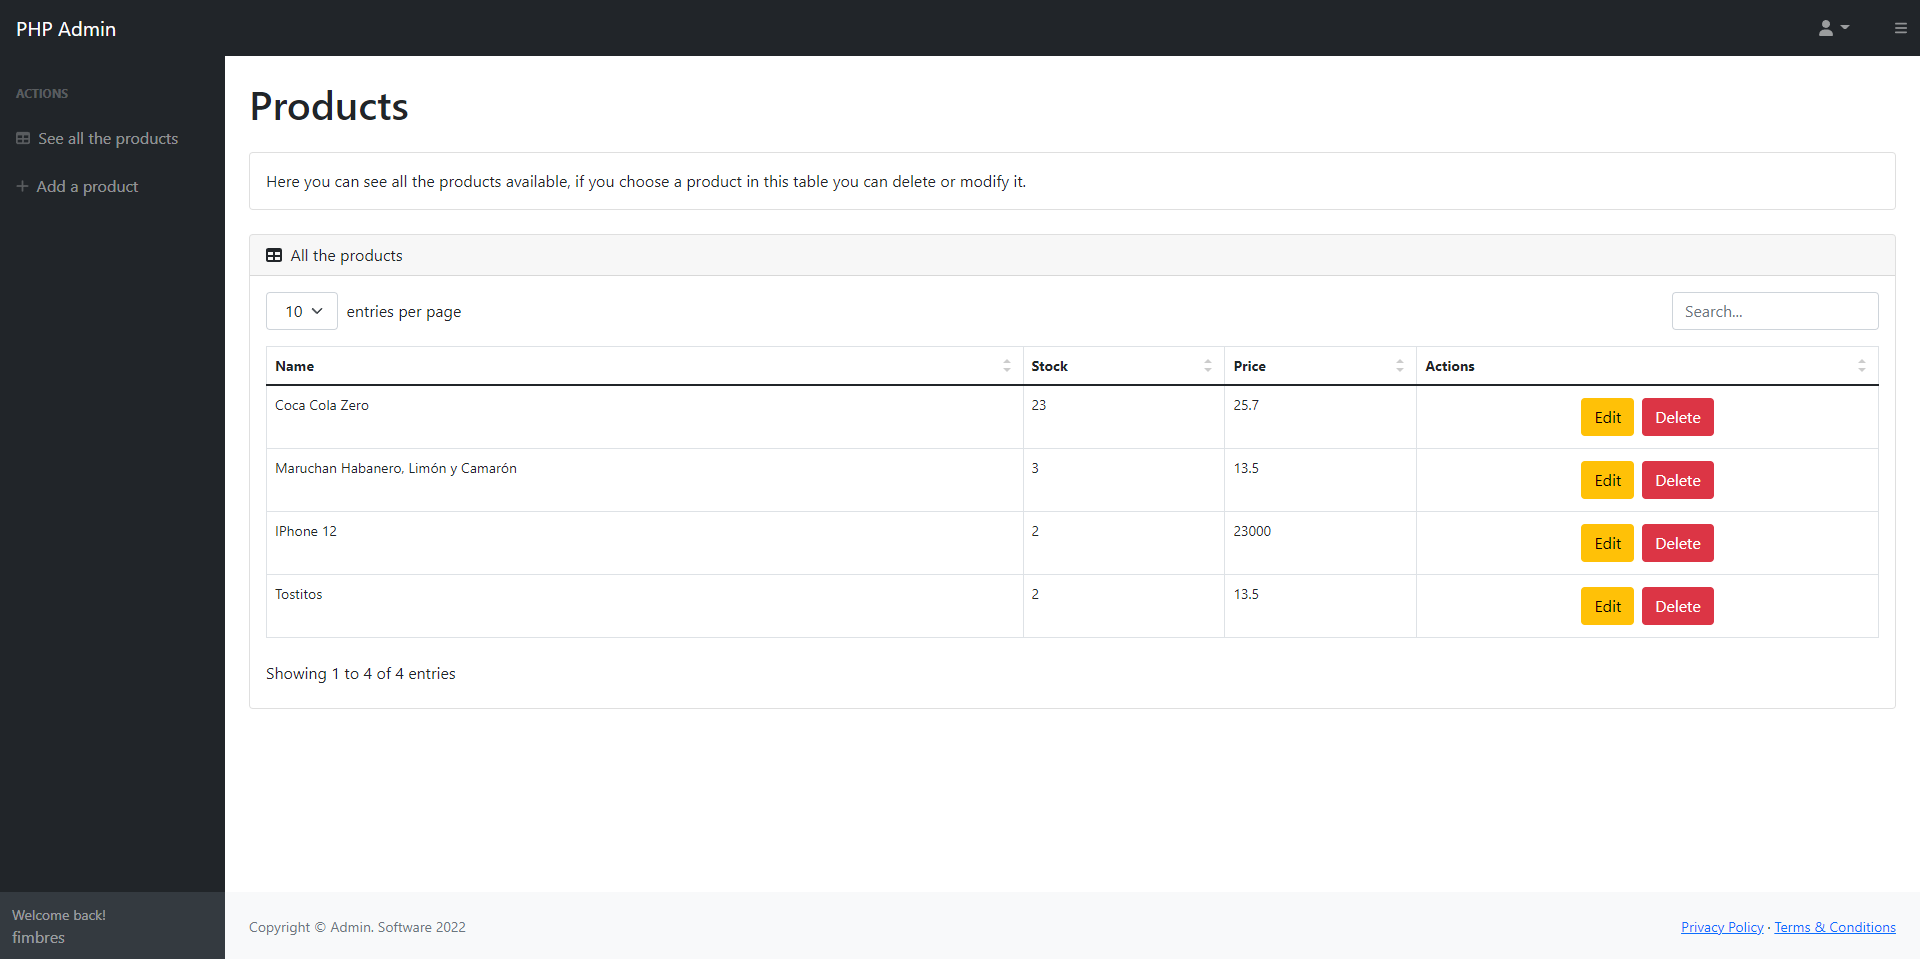 PHP Admin
ACTIONS
See all the products
Add a product
Products
Here you can see all the products available, if you choose a product in this table you can delete or modify it.
All the products
10 entries per page
Search...
Name Stock Price Actions
Coca Cola Zero 23 25.7 Edit Delete
Maruchan Habanero, Limón y Camarón 3 13.5 Edit Delete
IPhone 12 2 23000 Edit Delete
Tostitos 2 13.5 Edit Delete
Showing 1 to 4 of 4 entries
Welcome back!
fimbres
Copyright © Admin. Software 2022
Privacy Policy · Terms & Conditions